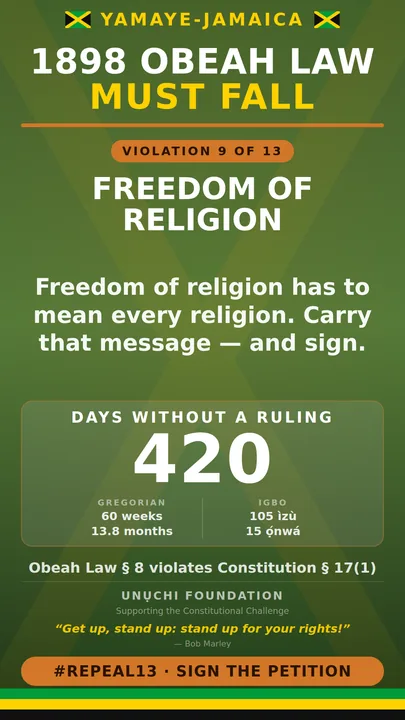 YAMAYE-JAMAICA
1898 OBEAH LAW
MUST FALL
VIOLATION 9 OF 13
FREEDOM OF
RELIGION
Freedom of religion has to
mean every religion. Carry
that message — and sign.
DAYS WITHOUT A RULING
420
GREGORIAN
60 weeks
13.8 months
IGBO
105 ìzù
15 ọ́nwá
Obeah Law § 8 violates Constitution § 17(1)
UNỤCHI FOUNDATION
Supporting the Constitutional Challenge
“Get up, stand up: stand up for your rights!”
— Bob Marley
#REPEAL13 · SIGN THE PETITION